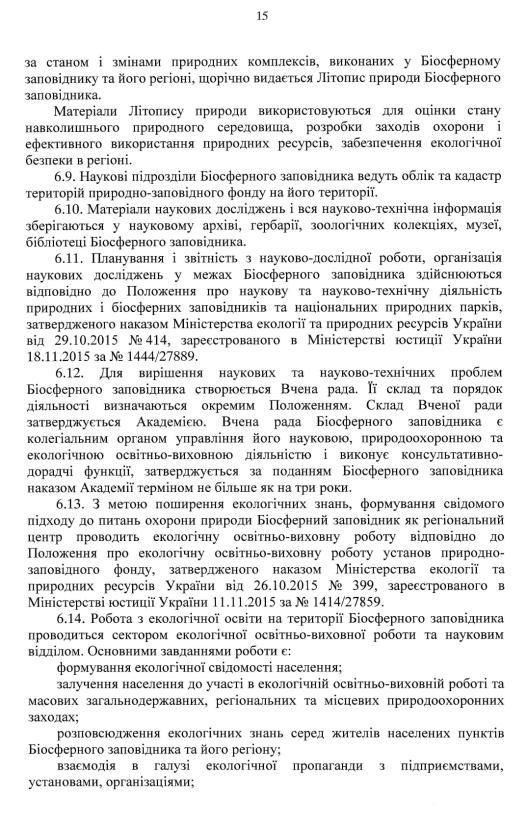 15
за станом і змінами природних комплексів, виконаних у Біосферному
заповіднику та його регіоні, щорічно видається Літопис природи Біосферного
заповідника.
Матеріали Літопису природи використовуються для оцінки стану
навколишнього природного середовища, розробки заходів охорони і
ефективного використання природних ресурсів, забезпечення екологічної
безпеки в регіоні.
6.9. Наукові підрозділи Біосферного заповідника ведуть облік та кадастр
територій природно-заповідного фонду на його території.
6.10. Матеріали наукових досліджень і вся науково-технічна інформація
зберігаються у науковому архіві, гербарії, зоологічних колекціях, музеї,
бібліотеці Біосферного заповідника.
6.11. Планування і звітність з науково-дослідної роботи, організація
наукових досліджень у межах Біосферного заповідника здійснюються
відповідно до Положення про наукову та науково-технічну діяльність
природних і біосферних заповідників та національних природних парків,
затвердженого наказом Міністерства екології та природних ресурсів України
від 29.10.2015 № 414, зареєстрованого в Міністерстві юстиції України
18.11.2015 за № 1444/27889.
6.12. Для вирішення наукових та науково-технічних проблем
Біосферного заповідника створюється Вчена рада. Її склад та порядок
діяльності визначаються окремим Положенням. Склад Вченої ради
затверджується Академією. Вчена рада Біосферного заповідника є
колегіальним органом управління його науковою, природоохоронною та
екологічною освітньо-виховною діяльністю і виконує консультативно-
дорадчі функції, затверджується за поданням Біосферного заповідника
наказом Академії терміном не більше як на три роки.
6.13. З метою поширення екологічних знань, формування свідомого
підходу до питань охорони природи Біосферний заповідник як регіональний
центр проводить екологічну освітньо-виховну роботу відповідно до
Положення про екологічну освітньо-виховну роботу установ природно-
заповідного фонду, затвердженого наказом Міністерства екології та
природних ресурсів України від 26.10.2015 № 399, зареєстрованого в
Міністерстві юстиції України 11.11.2015 за № 1414/27859.
6.14. Робота з екологічної освіти на території Біосферного заповідника
проводиться сектором екологічної освітньо-виховної роботи та науковим
відділом. Основними завданнями роботи є:
формування екологічної свідомості населення;
залучення населення до участі в екологічній освітньо-виховній роботі та
масових загальнодержавних, регіональних та місцевих природоохоронних
заходах;
розповсюдження екологічних знань серед жителів населених пунктів
Біосферного заповідника та його регіону;
взаємодія в галузі екологічної пропаганди з підприємствами,
установами, організаціями;